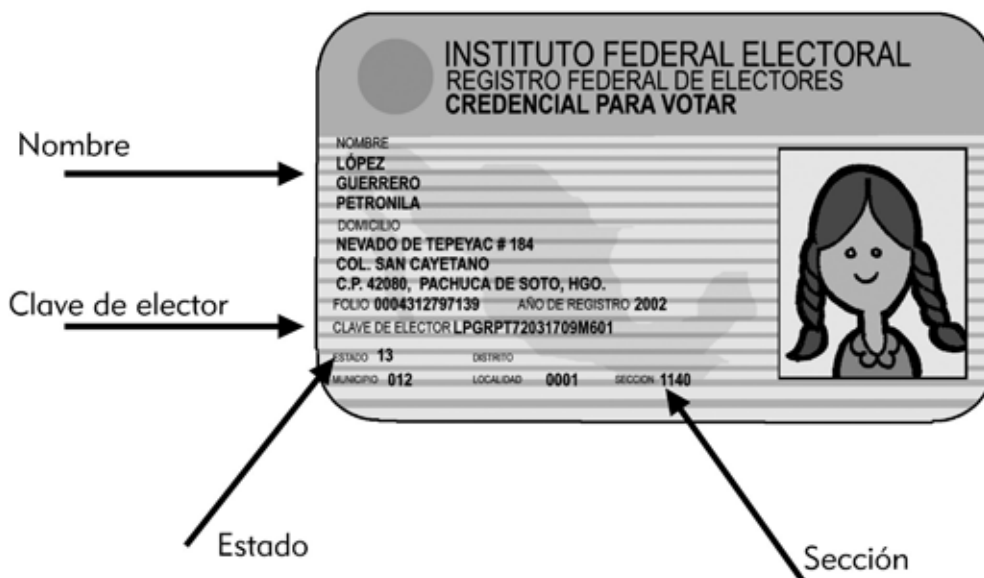 INSTITUTO FEDERAL ELECTORAL
REGISTRO FEDERAL DE ELECTORES
CREDENCIAL PARA VOTAR
Nombre
NOMBRE
LÓPEZ
GUERRERO
PETRONILA
DOMICILIO
NEVADO DE TEPEYAC # 184
COL. SAN CAYETANO
C.P. 42080, PACHUCA DE SOTO, HGO.
FOLIO 0004312797139 AÑO DE REGISTRO 2002
Clave de elector
CLAVE DE ELECTOR LPGRPT72031709M601
ESTADO 13 DISTRITO
MUNICIPIO 012 LOCALIDAD 0001 SECCION 1140
Estado
Sección